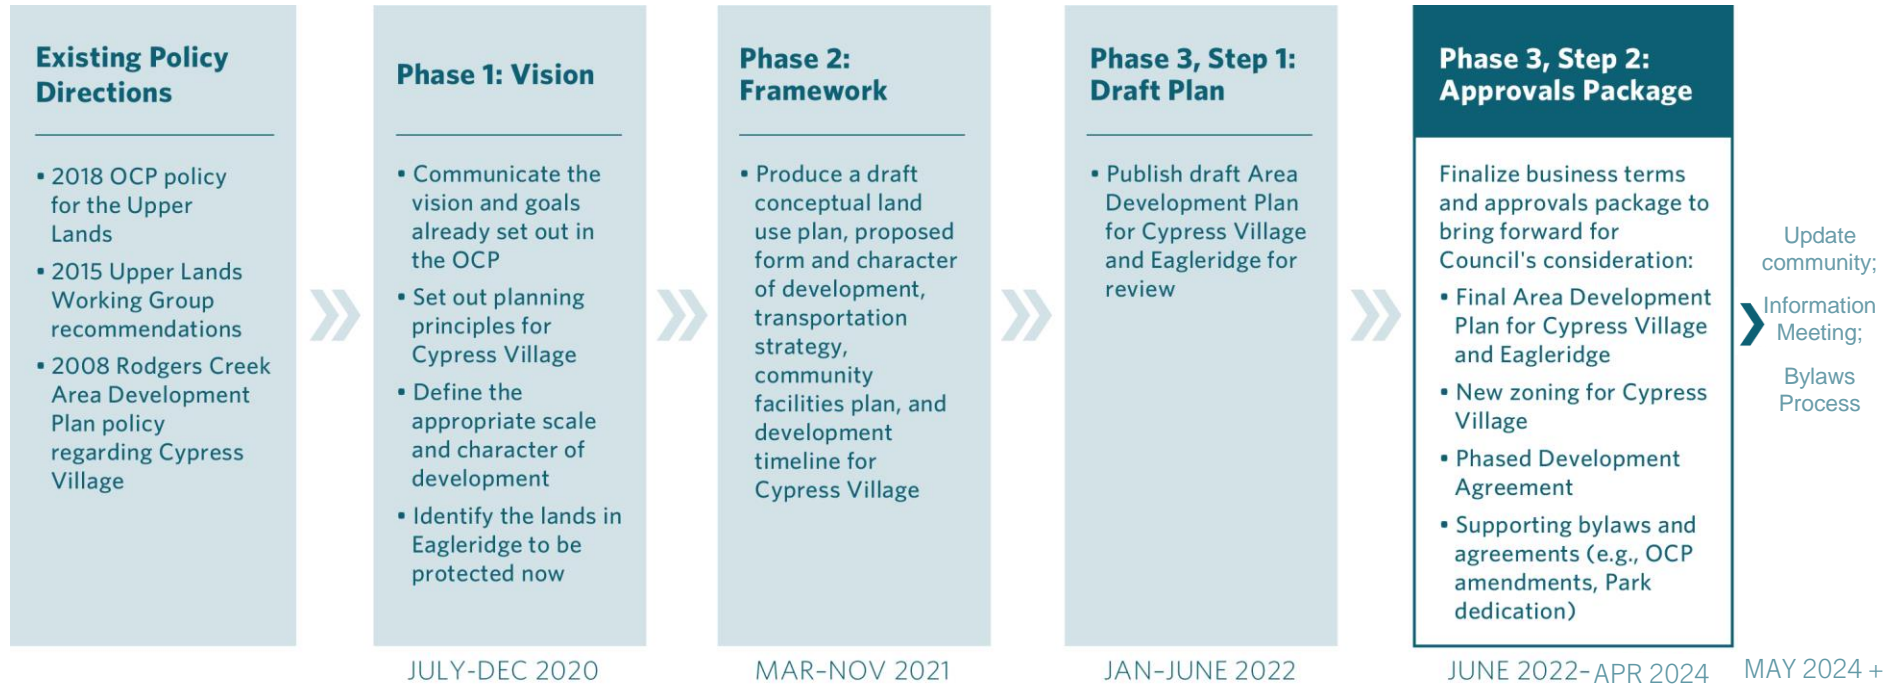 Existing Policy
Directions
• 2018 OCP policy
for the Upper
Lands
• 2015 Upper Lands
Working Group
recommendations
• 2008 Rodgers Creek
Area Development
Plan policy
regarding Cypress
Village
Phase 1: Vision
• Communicate the
vision and goals
already set out in
the OCP
• Set out planning
principles for
Cypress Village
• Define the
appropriate scale
and character of
development
• Identify the lands in
Eagleridge to be
protected now
JULY-DEC 2020
Phase 2:
Framework
• Produce a draft
conceptual land
use plan, proposed
form and character
of development,
transportation
strategy,
community
facilities plan, and
development
timeline for
Cypress Village
MAR–NOV 2021
Phase 3, Step 1:
Draft Plan
• Publish draft Area
Development Plan
for Cypress Village
and Eagleridge for
review
JAN–JUNE 2022
Phase 3, Step 2:
Approvals Package
Finalize business terms
and approvals package to
bring forward for
Council's consideration:
• Final Area Development
Plan for Cypress Village
and Eagleridge
• New zoning for Cypress
Village
• Phased Development
Agreement
• Supporting bylaws and
agreements (e.g., OCP
amendments, Park
dedication)
JUNE 2022–APR 2024
Update
community;
Information
Meeting;
Bylaws
Process
MAY 2024 +